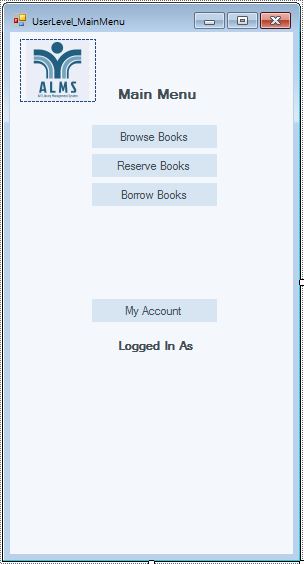 UserLevel_MainMenu
ALMS
Main Menu
Browse Books
Reserve Books
Borrow Books
My Account
Logged In As